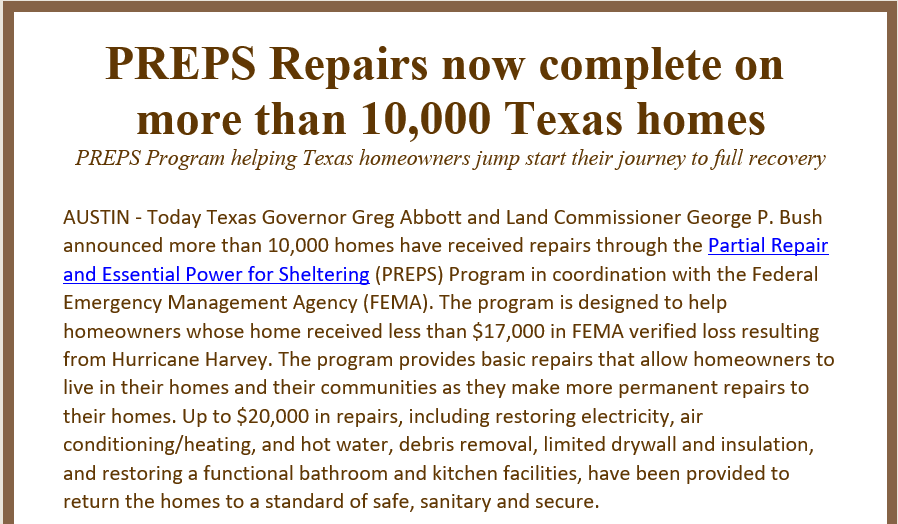 PREPS Repairs now complete on
more than 10,000 Texas homes
PREPS Program helping Texas homeowners jump start their journey to full recovery
AUSTIN - Today Texas Governor Greg Abbott and Land Commissioner George P. Bush
announced more than 10,000 homes have received repairs through the Partial Repair
and Essential Power for Sheltering (PREPS) Program in coordination with the Federal
Emergency Management Agency (FEMA). The program is designed to help
homeowners whose home received less than $17,000 in FEMA verified loss resulting
from Hurricane Harvey. The program provides basic repairs that allow homeowners to
live in their homes and their communities as they make more permanent repairs to
their homes. Up to $20,000 in repairs, including restoring electricity, air
conditioning/heating, and hot water, debris removal, limited drywall and insulation,
and restoring a functional bathroom and kitchen facilities, have been provided to
return the homes to a standard of safe, sanitary and secure.